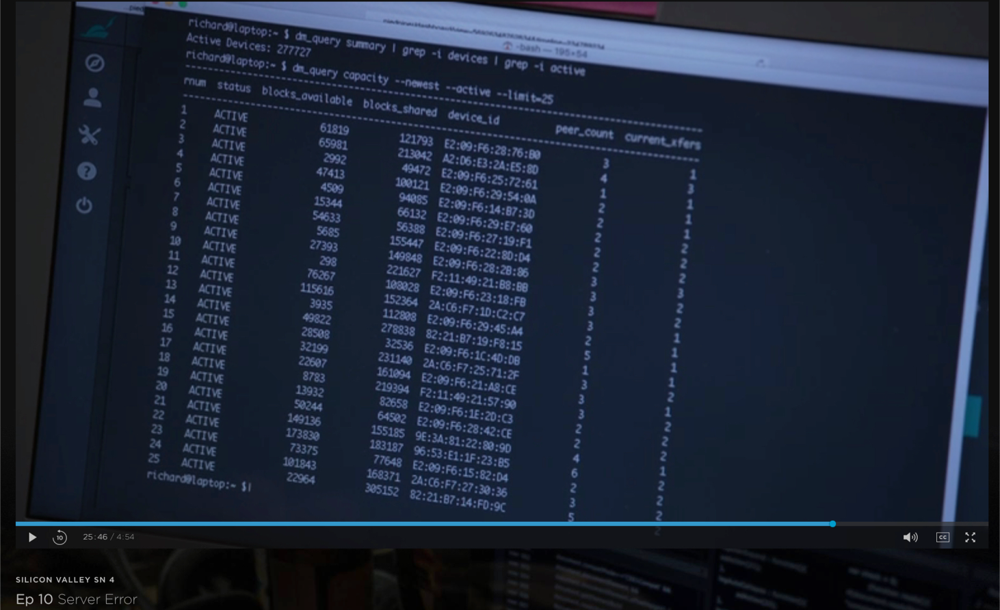 richard@laptop:~ $ dm_query summary | grep -i devices | grep -i active
Active Devices: 277727
richard@laptop:~ $ dm_query capacity --newest --active --limit=25
-bash — 195×54
rnum status blocks_available blocks_shared device_id peer_count current_xfers
1 ACTIVE 61819 121793 E2:09:F6:28:76:B0 3 1
2 ACTIVE 65981 213042 A2:D6:E3:2A:E5:8D 4 3
3 ACTIVE 2992 49472 E2:09:F6:25:72:61 1 1
4 ACTIVE 47413 100121 E2:09:F6:29:54:0A 2 1
5 ACTIVE 4509 94085 E2:09:F6:14:B7:3D 2 1
6 ACTIVE 15344 66132 E2:09:F6:29:E7:60 2 2
7 ACTIVE 54633 56388 E2:09:F6:27:19:F1 2 2
8 ACTIVE 5685 155447 E2:09:F6:22:8D:D4 2 2
9 ACTIVE 27393 149848 E2:09:F6:28:2B:86 3 3
10 ACTIVE 298 221627 F2:11:49:21:B8:BB 3 2
11 ACTIVE 76267 108028 E2:09:F6:23:18:FB 3 2
12 ACTIVE 115616 152364 2A:C6:F7:1D:C2:C7 3 1
13 ACTIVE 3935 112808 E2:09:F6:29:45:A4 2 1
14 ACTIVE 49822 278838 82:21:B7:19:F8:15 5 1
15 ACTIVE 28508 32536 E2:09:F6:1C:4D:DB 1 1
16 ACTIVE 32199 231140 2A:C6:F7:25:71:2F 3 2
17 ACTIVE 22607 161094 E2:09:F6:21:A8:CE 3 1
18 ACTIVE 8783 219394 F2:11:49:21:57:90 3 2
19 ACTIVE 13932 82658 E2:09:F6:1E:2D:C3 2 2
20 ACTIVE 50244 64502 E2:09:F6:28:42:CE 2 2
21 ACTIVE 149136 155185 9E:3A:81:22:80:9D 4 1
22 ACTIVE 173830 183187 96:53:E1:1F:23:B5 6 2
23 ACTIVE 73375 77648 E2:09:F6:15:82:D4 2 2
24 ACTIVE 101843 168371 2A:C6:F7:27:30:36 3 2
25 ACTIVE 22964 305152 82:21:B7:14:FD:9C 5 2
richard@laptop:~ $
10 25:46 / 4:54 CC
SILICON VALLEY SN 4
Ep 10 Server Error